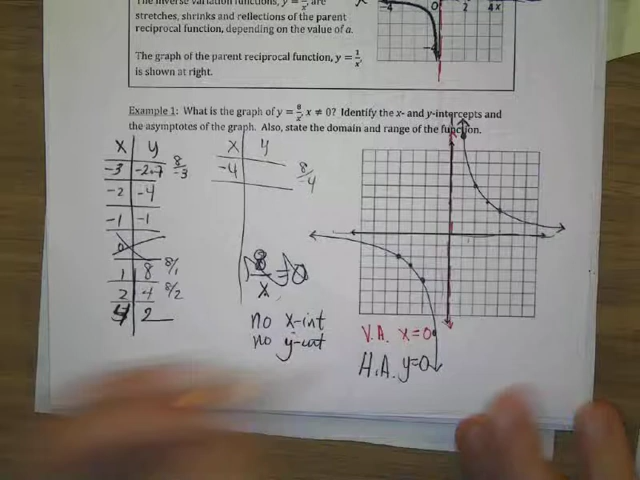 The inverse variation functions, y = a/x, are
stretches, shrinks and reflections of the parent
reciprocal function, depending on the value of a.
The graph of the parent reciprocal function, y = 1/x,
is shown at right.
-4 0 2 4 x
Example 1: What is the graph of y = 8/x, x ≠ 0? Identify the x- and y-intercepts and
the asymptotes of the graph. Also, state the domain and range of the function.
x y
-3 -2.7 8/-3
-2 -4
-1 -1
0
1 8 8/1
2 4 8/2
4 2
x y
-4 8/-4
8/x = 0
no x-int
no y-int
V.A. x=0
H.A. y=0